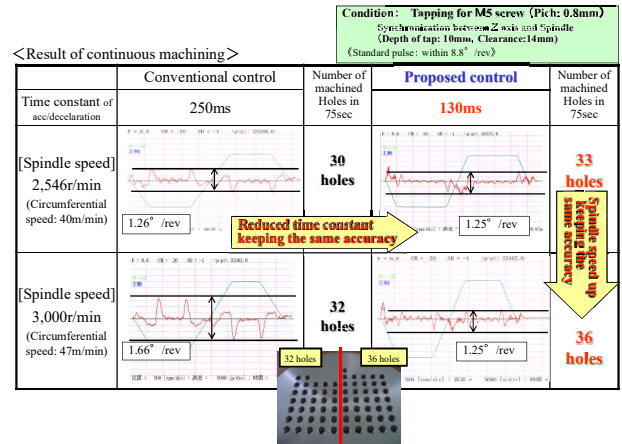 Condition: Tapping for M5 screw (Pich: 0.8mm)
Synchronization between Z axis and Spindle
(Depth of tap: 10mm, Clearance:14mm)
《Standard pulse: within 8.8° /rev》
＜Result of continuous machining＞
Conventional control
Number of
machined
Holes in
75sec
Proposed control
Number of
machined
Holes in
75sec
Time constant of
acc/decelaration
250ms
130ms
[Spindle speed]
2,546r/min
(Circumferential
speed: 40m/min)
1.26° /rev
30
holes
1.25° /rev
33
holes
Reduced time constant
keeping the same accuracy
Spindle speed up
keeping the
same accuracy
[Spindle speed]
3,000r/min
(Circumferential
speed: 47m/min)
1.66° /rev
32
holes
1.25° /rev
36
holes
32 holes
36 holes